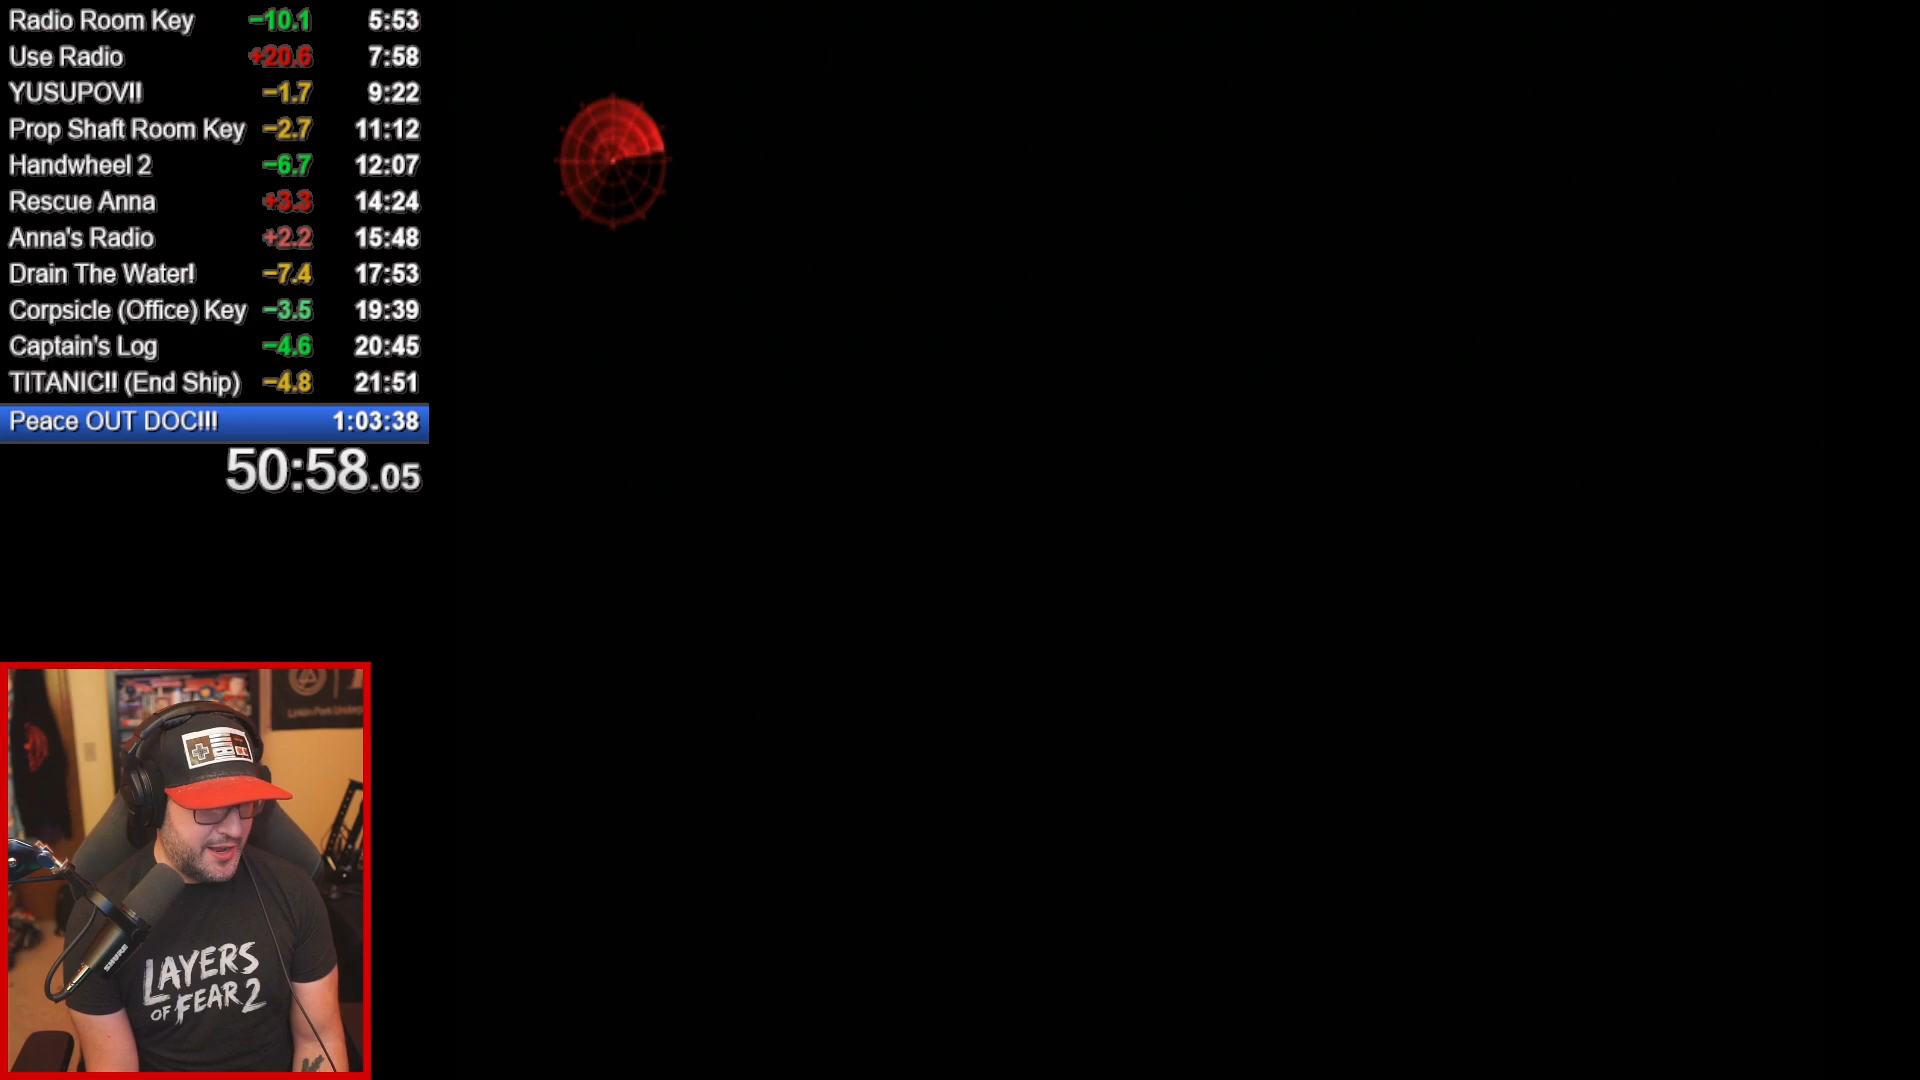 Radio Room Key −10.1 5:53
Use Radio +20.6 7:58
YUSUPOV!! −1.7 9:22
Prop Shaft Room Key −2.7 11:12
Handwheel 2 −6.7 12:07
Rescue Anna +3.3 14:24
Anna's Radio +2.2 15:48
Drain The Water! −7.4 17:53
Corpsicle (Office) Key −3.5 19:39
Captain's Log −4.6 20:45
TITANIC!! (End Ship) −4.8 21:51
Peace OUT DOC!!! 1:03:38
50:58.05
Linkin Park
SHURE
LAYERS
OF FEAR 2